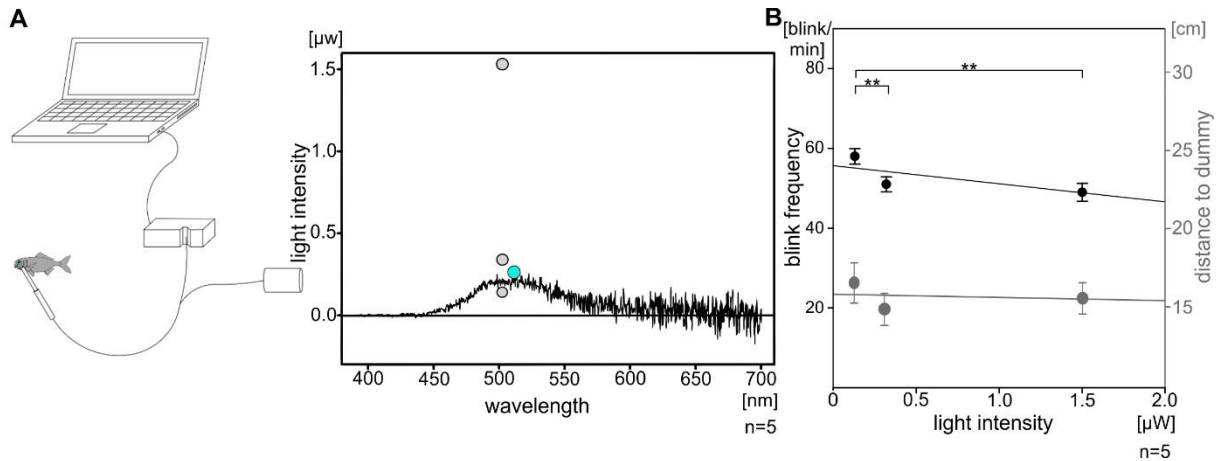 A
[µw]
1.5
1.0
0.5
0.0
light intensity
400 450 500 550 600 650 700
wavelength
[nm]
n=5
B
[blink/
min]
80
60
40
20
blink frequency
**
**
[cm]
30
25
20
15
distance to dummy
0 0.5 1.0 1.5 2.0
light intensity
[µW]
n=5